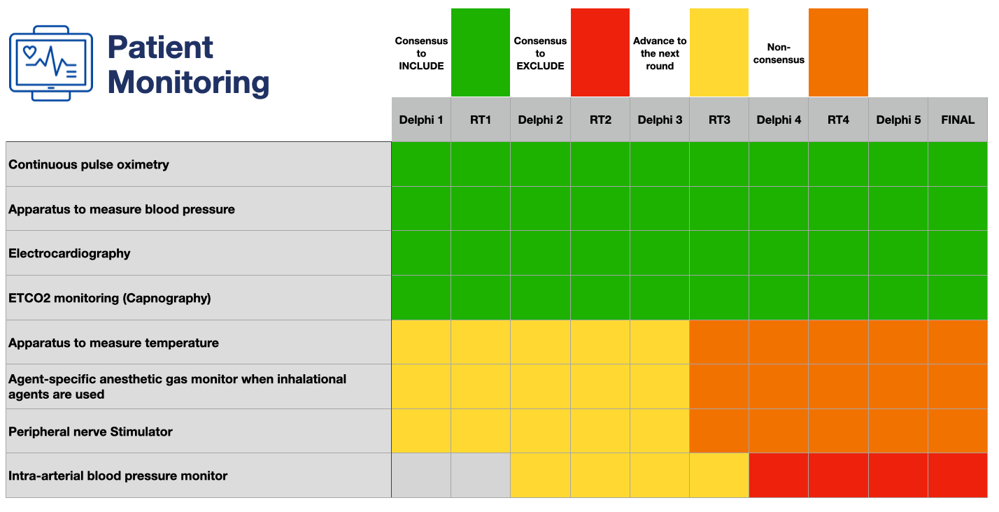 Patient
Monitoring
Consensus
to
INCLUDE
Consensus
to
EXCLUDE
Advance to
the next
round
Non-
consensus
Delphi 1 RT1 Delphi 2 RT2 Delphi 3 RT3 Delphi 4 RT4 Delphi 5 FINAL
Continuous pulse oximetry
Apparatus to measure blood pressure
Electrocardiography
ETCO2 monitoring (Capnography)
Apparatus to measure temperature
Agent-specific anesthetic gas monitor when inhalational
agents are used
Peripheral nerve Stimulator
Intra-arterial blood pressure monitor